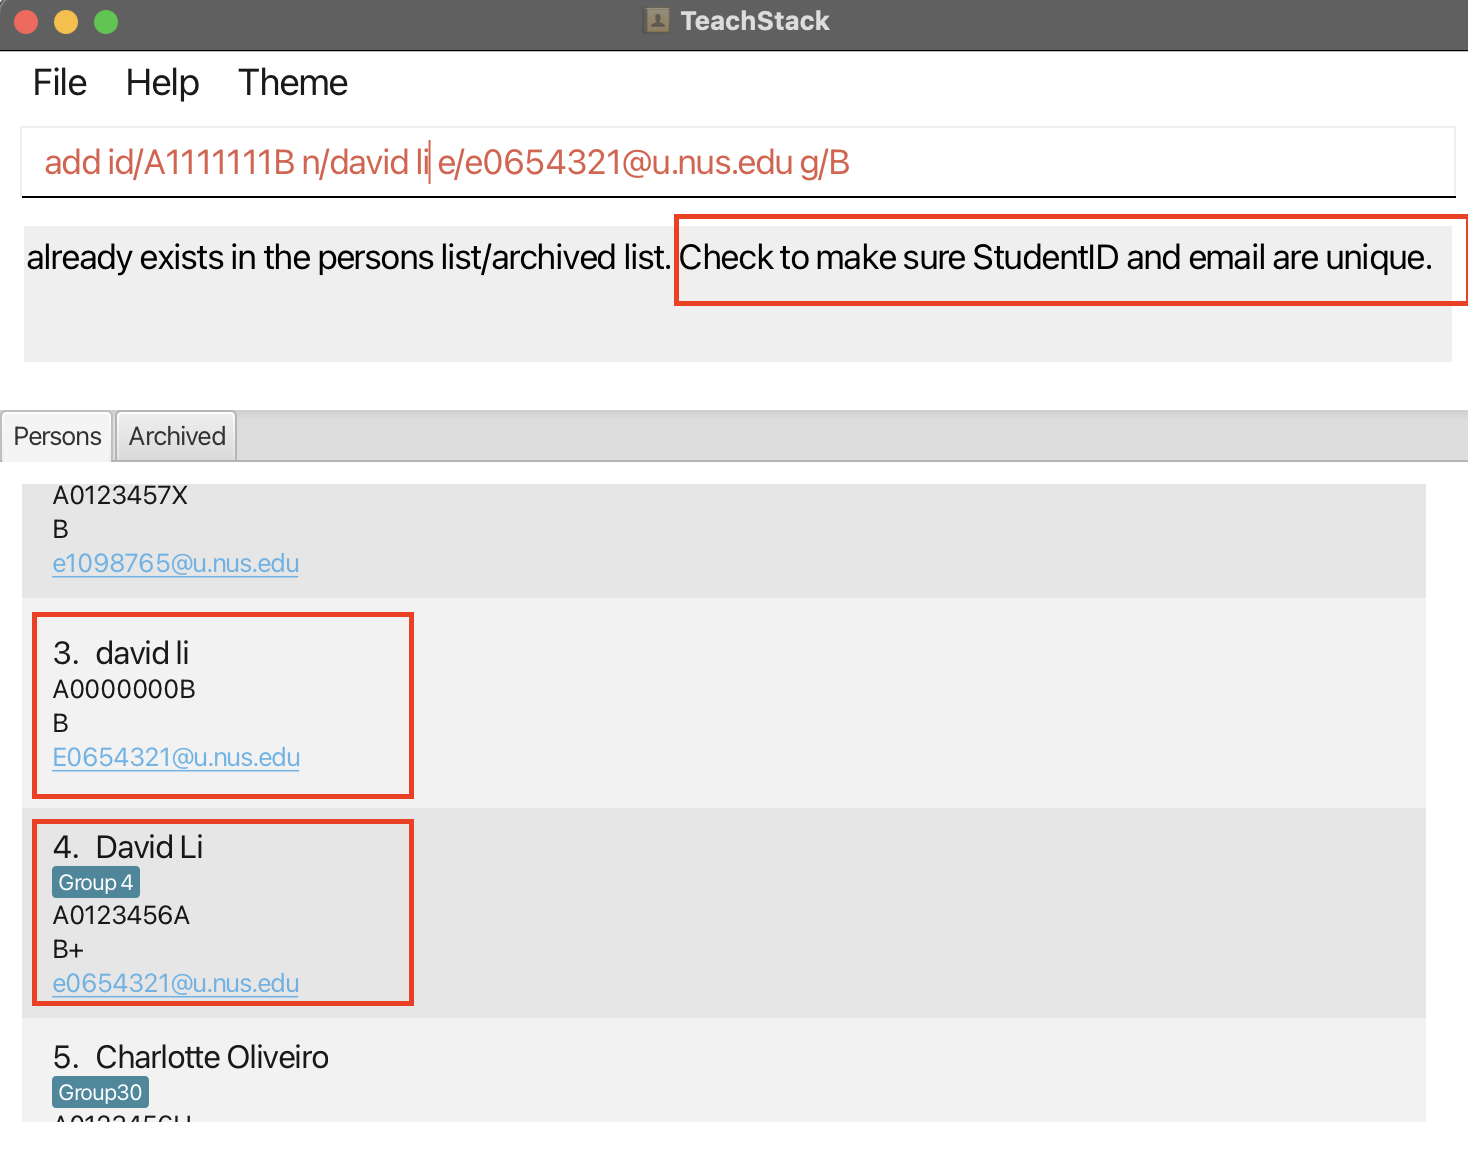 TeachStack
File Help Theme
add id/A1111111B n/david li e/e0654321@u.nus.edu g/B
already exists in the persons list/archived list. Check to make sure StudentID and email are unique.
Persons Archived
A0123457X
B
e1098765@u.nus.edu
3. david li
A0000000B
B
E0654321@u.nus.edu
4. David Li
Group 4
A0123456A
B+
e0654321@u.nus.edu
5. Charlotte Oliveiro
Group30